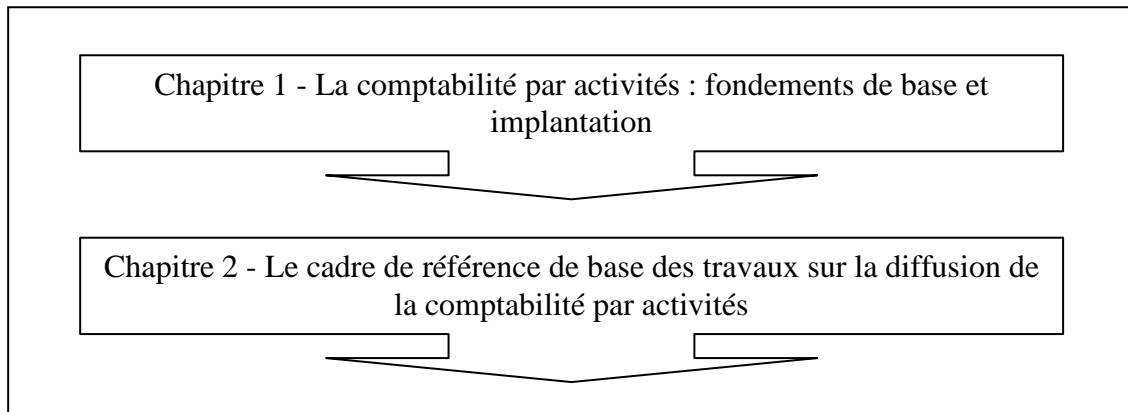 Chapitre 1 - La comptabilité par activités : fondements de base et
implantation
Chapitre 2 - Le cadre de référence de base des travaux sur la diffusion de
la comptabilité par activités